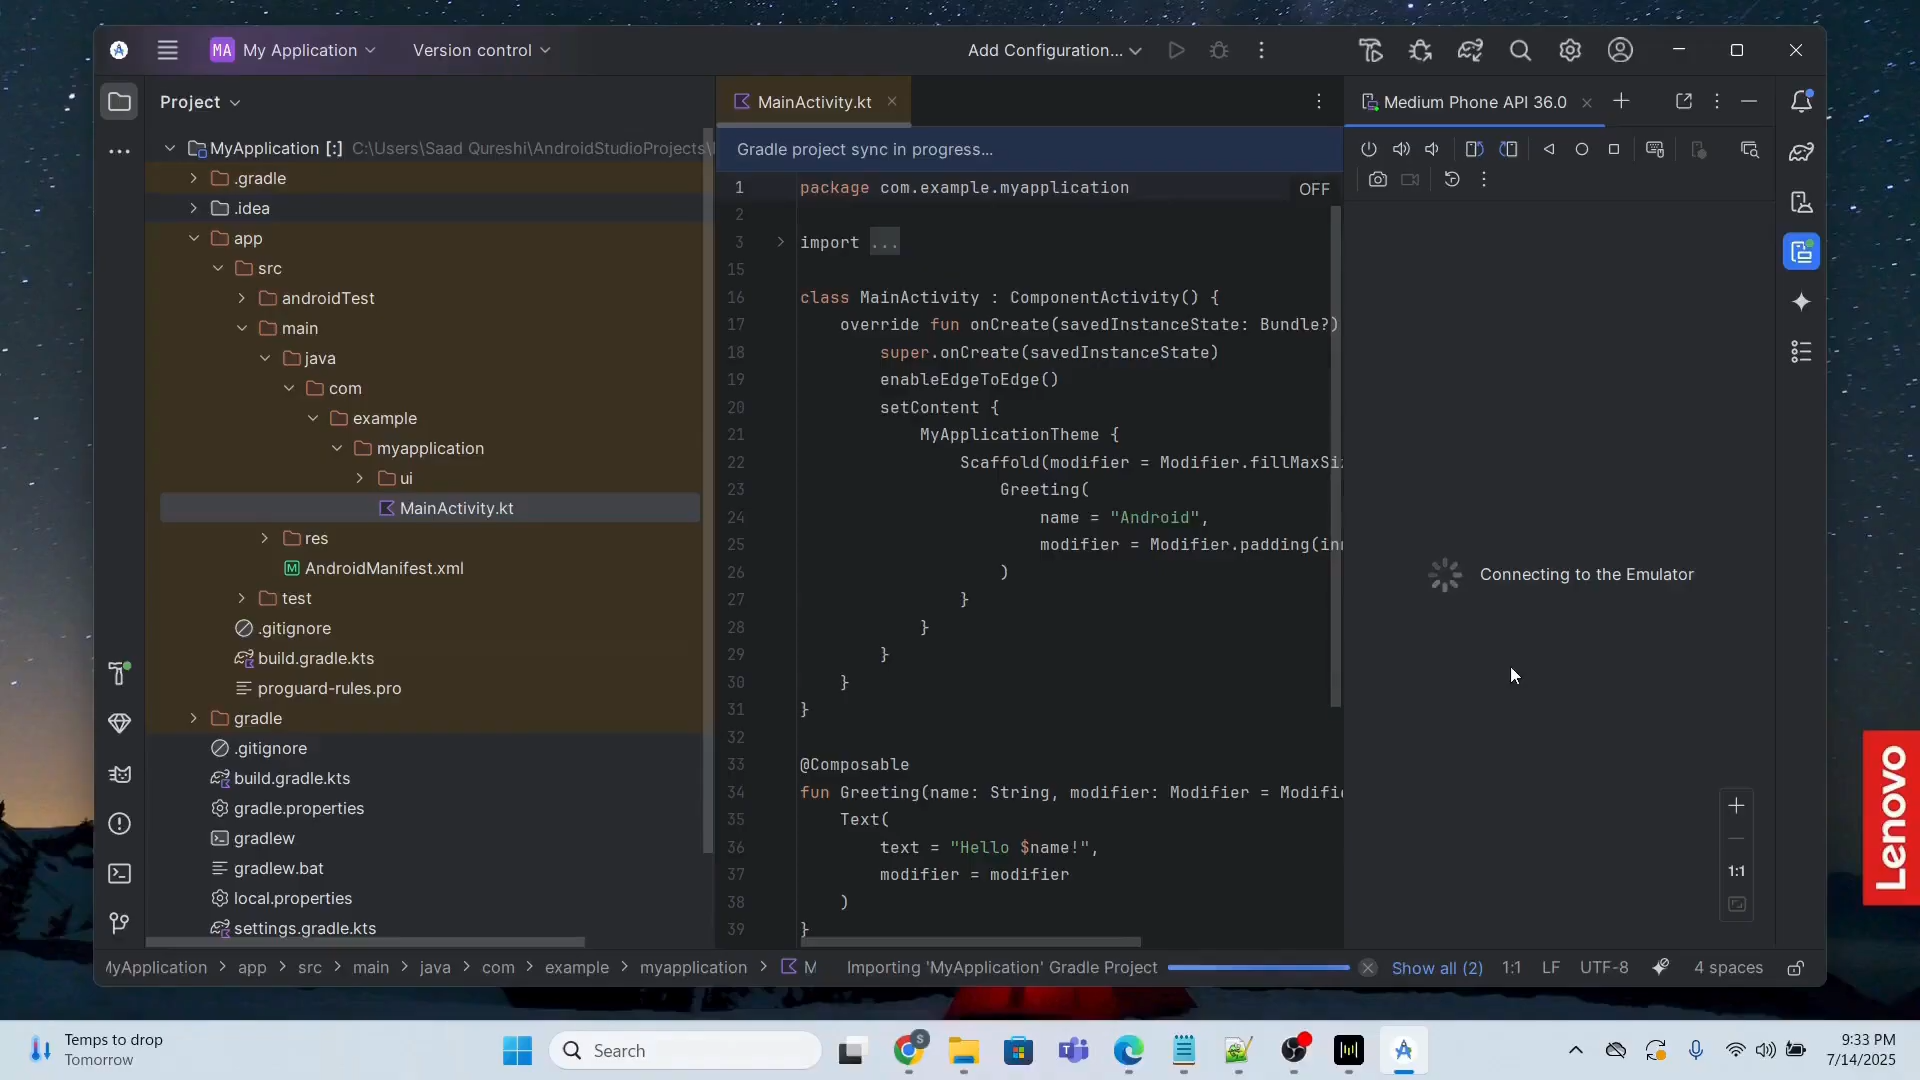 MA My Application
Version control
Add Configuration...
Project
MyApplication [:] C:\Users\Saad Qureshi\AndroidStudioProjects\
.gradle
.idea
app
src
androidTest
main
java
com
example
myapplication
ui
MainActivity.kt
res
AndroidManifest.xml
test
.gitignore
build.gradle.kts
proguard-rules.pro
gradle
.gitignore
build.gradle.kts
gradle.properties
gradlew
gradlew.bat
local.properties
settings.gradle.kts
MainActivity.kt
Gradle project sync in progress...
OFF
1 package com.example.myapplication
2
3 import ...
15
16 class MainActivity : ComponentActivity() {
17 override fun onCreate(savedInstanceState: Bundle?)
18 super.onCreate(savedInstanceState)
19 enableEdgeToEdge()
20 setContent {
21 MyApplicationTheme {
22 Scaffold(modifier = Modifier.fillMaxSi
23 Greeting(
24 name = "Android",
25 modifier = Modifier.padding(in
26 )
27 }
28 }
29 }
30 }
31 }
32
33 @Composable
34 fun Greeting(name: String, modifier: Modifier = Modifi
35 Text(
36 text = "Hello $name!",
37 modifier = modifier
38 )
39 }
Medium Phone API 36.0
Connecting to the Emulator
1:1
MyApplication > app > src > main > java > com > example > myapplication > M
Importing 'MyApplication' Gradle Project
Show all (2)
1:1 LF UTF-8 4 spaces
Lenovo
Temps to drop
Tomorrow
Search
S
9:33 PM
7/14/2025